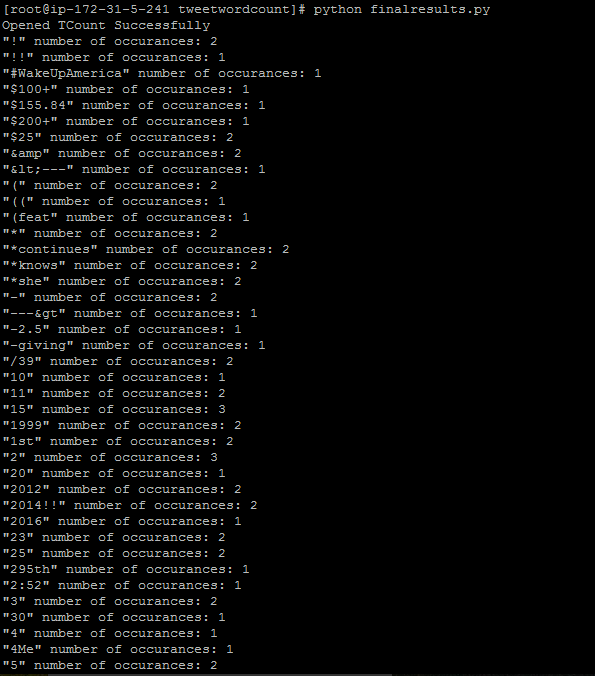 [root@ip-172-31-5-241 tweetwordcount]# python finalresults.py
Opened TCount Successfully
"!" number of occurances: 2
"!!" number of occurances: 1
"#WakeUpAmerica" number of occurances: 1
"$100+" number of occurances: 1
"$155.84" number of occurances: 1
"$200+" number of occurances: 1
"$25" number of occurances: 2
"&amp" number of occurances: 2
"&lt;---" number of occurances: 1
"(" number of occurances: 2
"((" number of occurances: 1
"(feat" number of occurances: 1
"*" number of occurances: 2
"*continues" number of occurances: 2
"*knows" number of occurances: 2
"*she" number of occurances: 2
"-" number of occurances: 2
"---&gt" number of occurances: 1
"-2.5" number of occurances: 1
"-giving" number of occurances: 1
"/39" number of occurances: 2
"10" number of occurances: 1
"11" number of occurances: 2
"15" number of occurances: 3
"1999" number of occurances: 2
"1st" number of occurances: 2
"2" number of occurances: 3
"20" number of occurances: 1
"2012" number of occurances: 2
"2014!!" number of occurances: 2
"2016" number of occurances: 1
"23" number of occurances: 2
"25" number of occurances: 2
"295th" number of occurances: 1
"2:52" number of occurances: 1
"3" number of occurances: 2
"30" number of occurances: 1
"4" number of occurances: 1
"4Me" number of occurances: 1
"5" number of occurances: 2